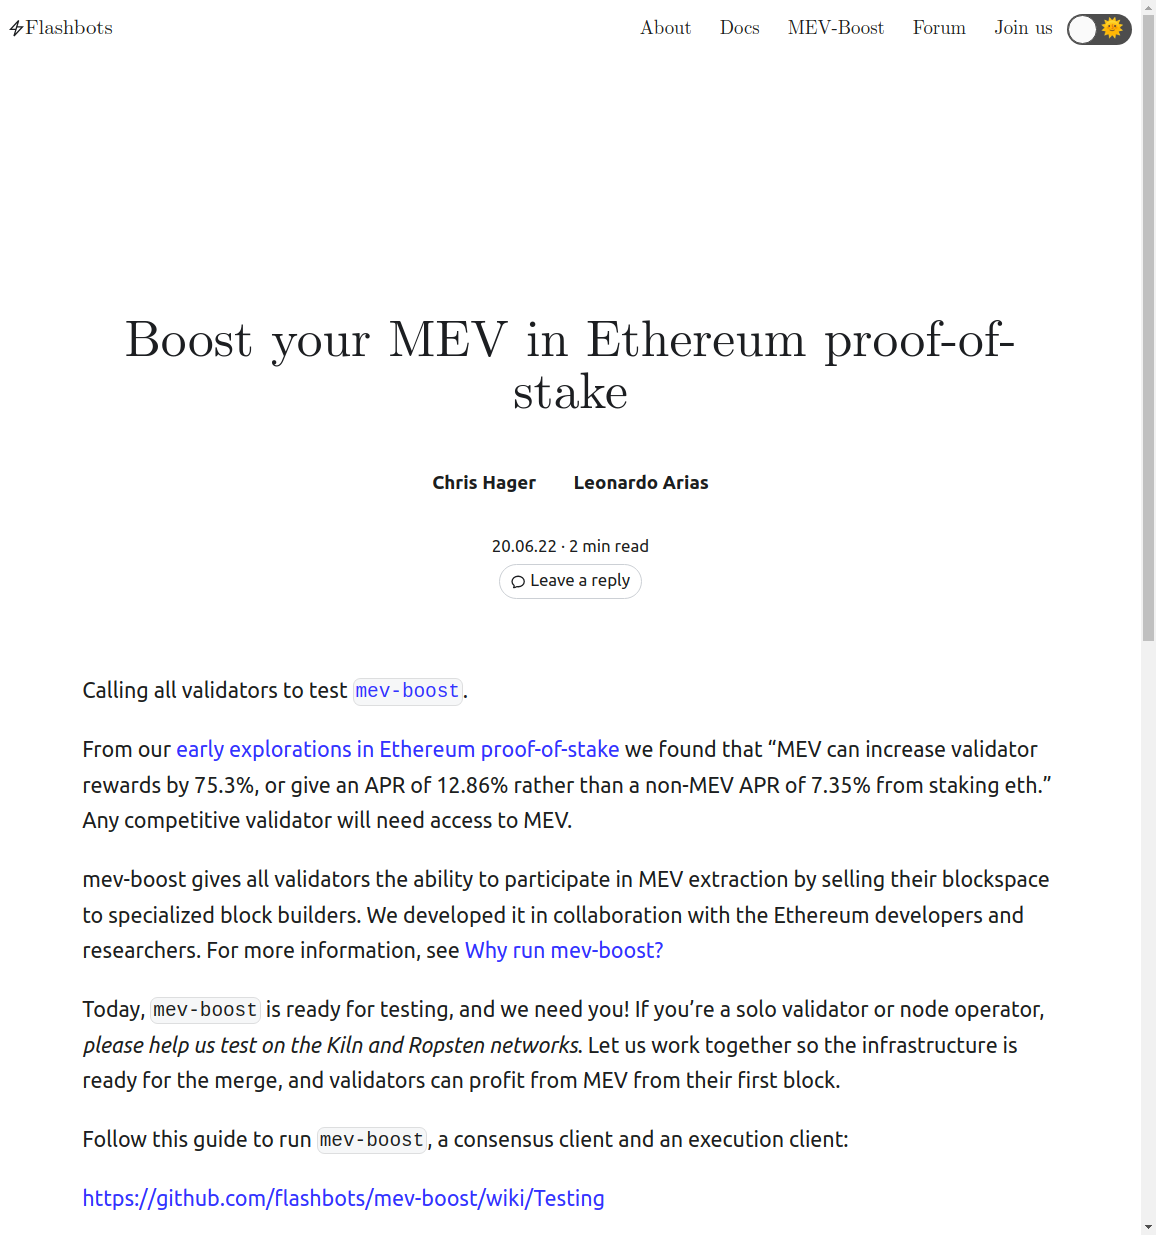 Flashbots
About Docs MEV-Boost Forum Join us
Boost your MEV in Ethereum proof-of-
stake
Chris Hager Leonardo Arias
20.06.22 · 2 min read
Leave a reply
Calling all validators to test mev-boost.
From our early explorations in Ethereum proof-of-stake we found that “MEV can increase validator
rewards by 75.3%, or give an APR of 12.86% rather than a non-MEV APR of 7.35% from staking eth.”
Any competitive validator will need access to MEV.
mev-boost gives all validators the ability to participate in MEV extraction by selling their blockspace
to specialized block builders. We developed it in collaboration with the Ethereum developers and
researchers. For more information, see Why run mev-boost?
Today, mev-boost is ready for testing, and we need you! If you’re a solo validator or node operator,
please help us test on the Kiln and Ropsten networks. Let us work together so the infrastructure is
ready for the merge, and validators can profit from MEV from their first block.
Follow this guide to run mev-boost, a consensus client and an execution client:
https://github.com/flashbots/mev-boost/wiki/Testing